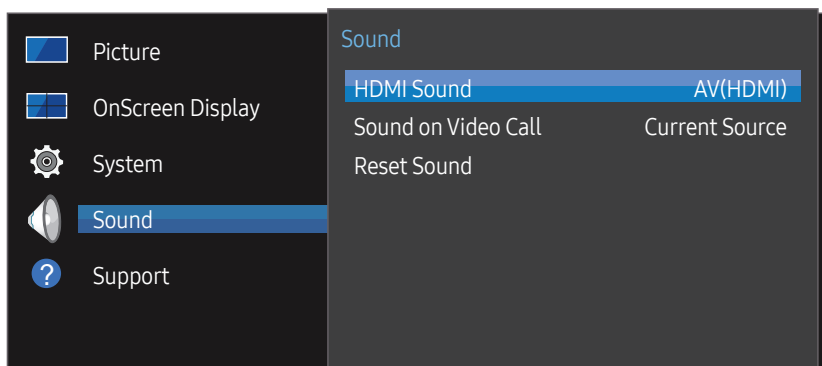 Picture
OnScreen Display
System
Sound
?
Support
Sound
HDMI Sound AV(HDMI)
Sound on Video Call Current Source
Reset Sound